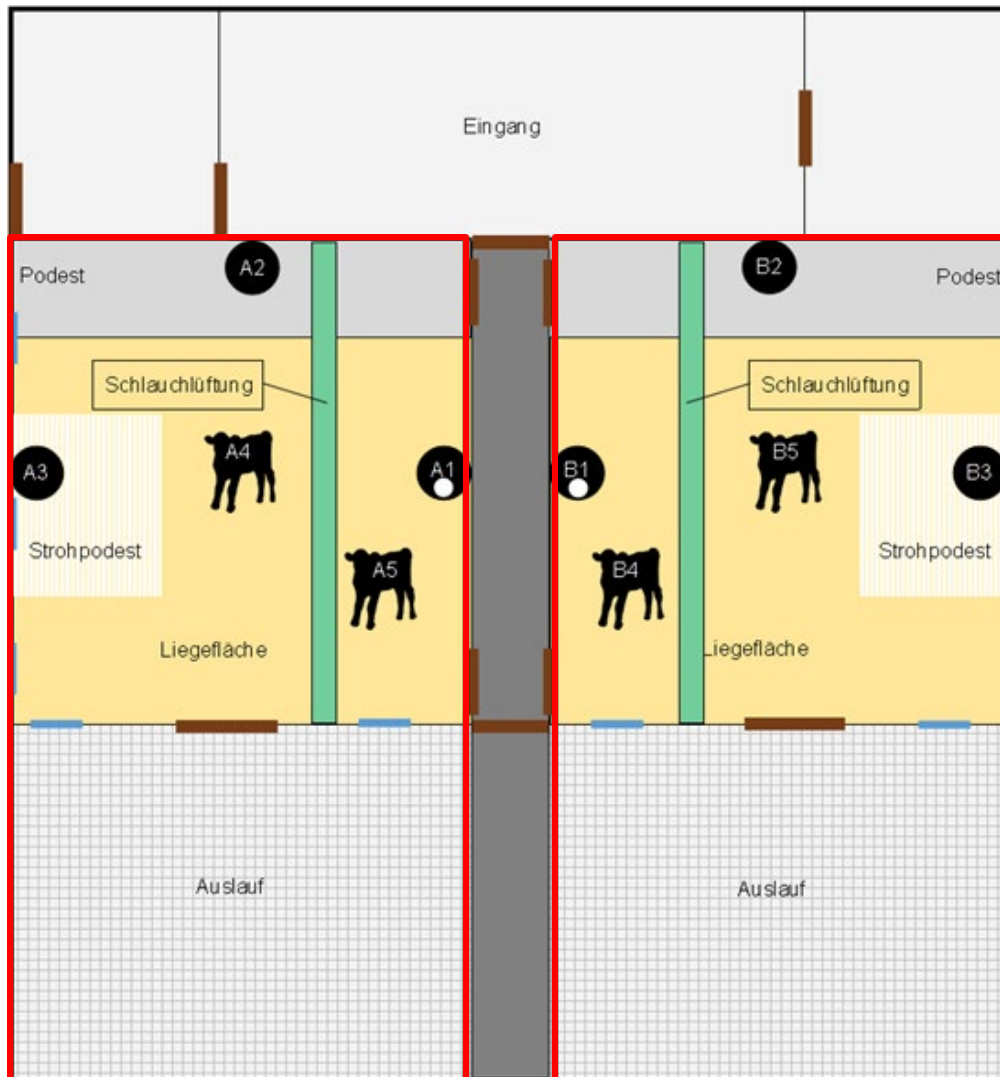 Eingang
Podest
A2
B2
Podest
Schlauchlüftung
Schlauchlüftung
A4
B5
A3
A1
B1
B3
Strohpodest
Strohpodest
A5
B4
Liegefläche
Liegefläche
Auslauf
Auslauf